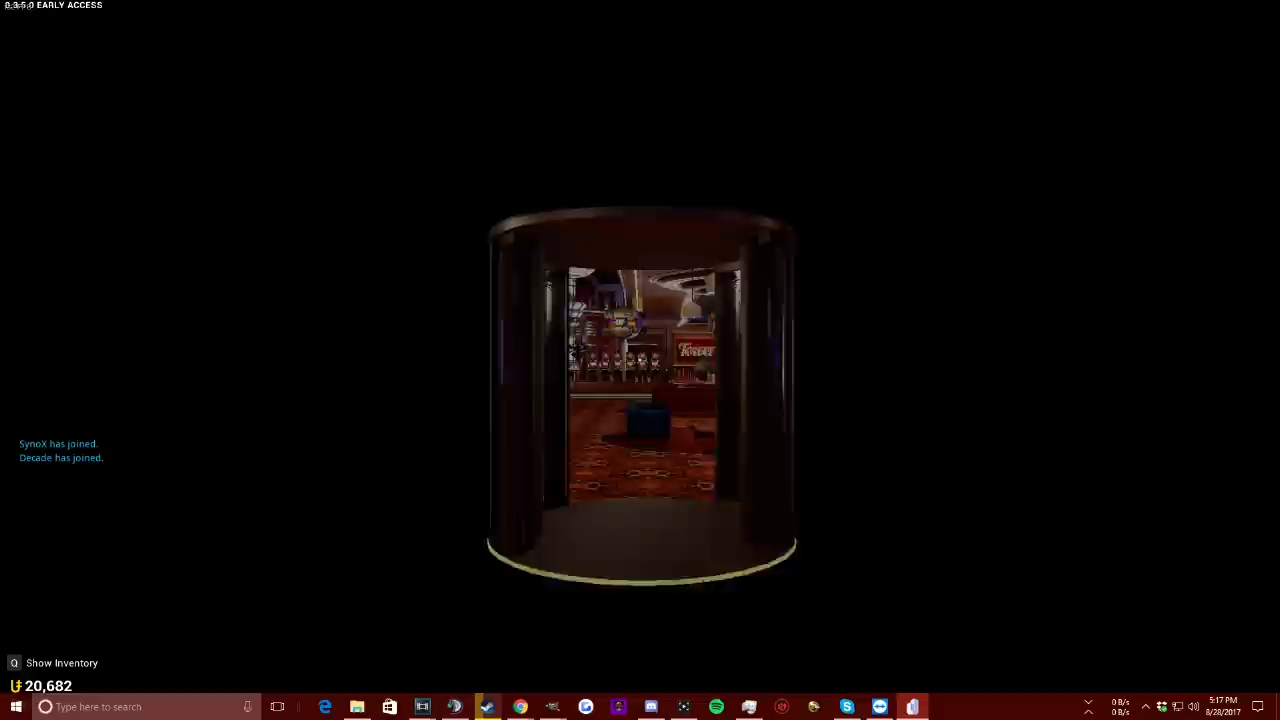 0.3.5.0 EARLY ACCESS
Tower
SynoX has joined.
Decade has joined.
Q Show Inventory
20,682
Type here to search
0 B/s
0 B/s
5:17 PM
8/28/2017